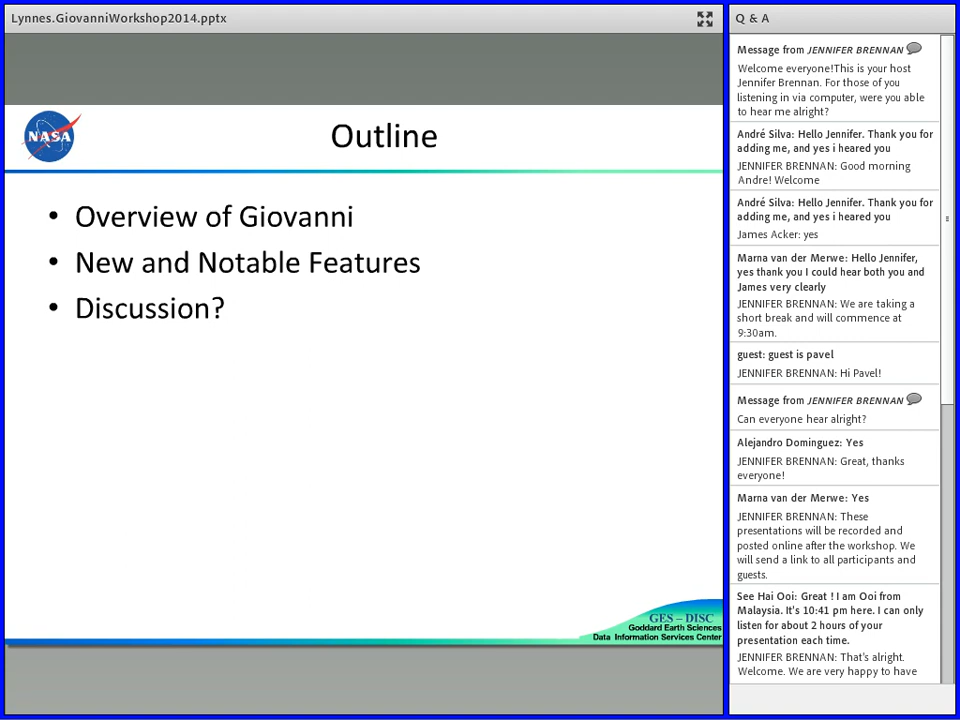 Lynnes.GiovanniWorkshop2014.pptx
NASA
Outline
• Overview of Giovanni
• New and Notable Features
• Discussion?
GES – DISC
Goddard Earth Sciences
Data Information Services Center
Q & A
Message from JENNIFER BRENNAN
Welcome everyone!This is your host
Jennifer Brennan. For those of you
listening in via computer, were you able
to hear me alright?
André Silva: Hello Jennifer. Thank you for
adding me, and yes i heared you
JENNIFER BRENNAN: Good morning
Andre! Welcome
André Silva: Hello Jennifer. Thank you for
adding me, and yes i heared you
James Acker: yes
Marna van der Merwe: Hello Jennifer,
yes thank you I could hear both you and
James very clearly
JENNIFER BRENNAN: We are taking a
short break and will commence at
9:30am.
guest: guest is pavel
JENNIFER BRENNAN: Hi Pavel!
Message from JENNIFER BRENNAN
Can everyone hear alright?
Alejandro Dominguez: Yes
JENNIFER BRENNAN: Great, thanks
everyone!
Marna van der Merwe: Yes
JENNIFER BRENNAN: These
presentations will be recorded and
posted online after the workshop. We
will send a link to all participants and
guests.
See Hai Ooi: Great ! I am Ooi from
Malaysia. It's 10:41 pm here. I can only
listen for about 2 hours of your
presentation each time.
JENNIFER BRENNAN: That's alright.
Welcome. We are very happy to have